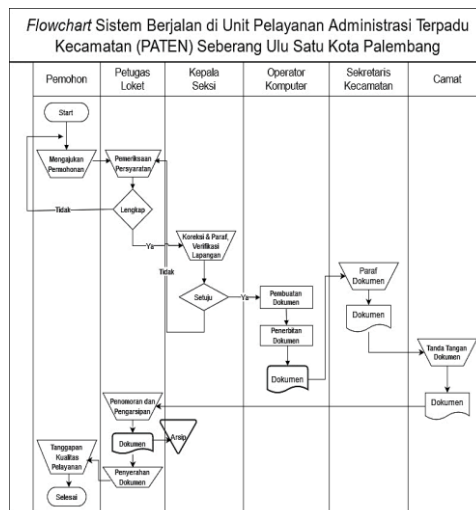 Flowchart Sistem Berjalan di Unit Pelayanan Administrasi Terpadu
Kecamatan (PATEN) Seberang Ulu Satu Kota Palembang
Pemohon
Petugas
Loket
Kepala
Seksi
Operator
Komputer
Sekretaris
Kecamatan
Camat
Start
Mengajukan
Permohonan
Pemeriksaan
Persyaratan
Tidak
Lengkap
Ya
Koreksi & Paraf,
Verifikasi
Lapangan
Tidak
Setuju
Ya
Pembuatan
Dokumen
Penerbitan
Dokumen
Dokumen
Paraf
Dokumen
Dokumen
Tanda Tangan
Dokumen
Dokumen
Penomoran dan
Pengarsipan
Dokumen
Arsip
Penyerahan
Dokumen
Tanggapan
Kualitas
Pelayanan
Selesai